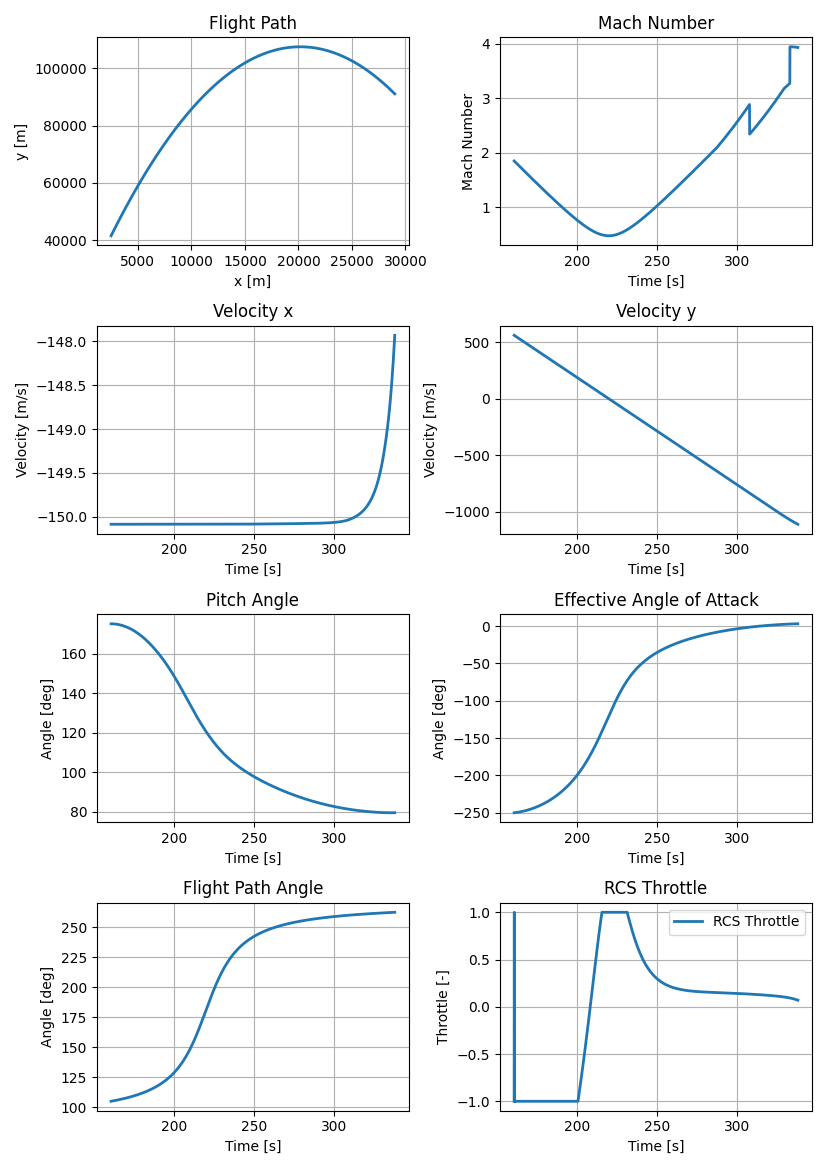 Flight Path
100000
80000
60000
40000
y [m]
5000 10000 15000 20000 25000 30000
x [m]
Mach Number
4
3
2
1
Mach Number
200 250 300
Time [s]
Velocity x
−148.0
−148.5
−149.0
−149.5
−150.0
Velocity [m/s]
200 250 300
Time [s]
Velocity y
500
0
−500
−1000
Velocity [m/s]
200 250 300
Time [s]
Pitch Angle
160
140
120
100
80
Angle [deg]
200 250 300
Time [s]
Effective Angle of Attack
0
−50
−100
−150
−200
−250
Angle [deg]
200 250 300
Time [s]
Flight Path Angle
250
225
200
175
150
125
100
Angle [deg]
200 250 300
Time [s]
RCS Throttle
RCS Throttle
1.0
0.5
0.0
−0.5
−1.0
Throttle [-]
200 250 300
Time [s]